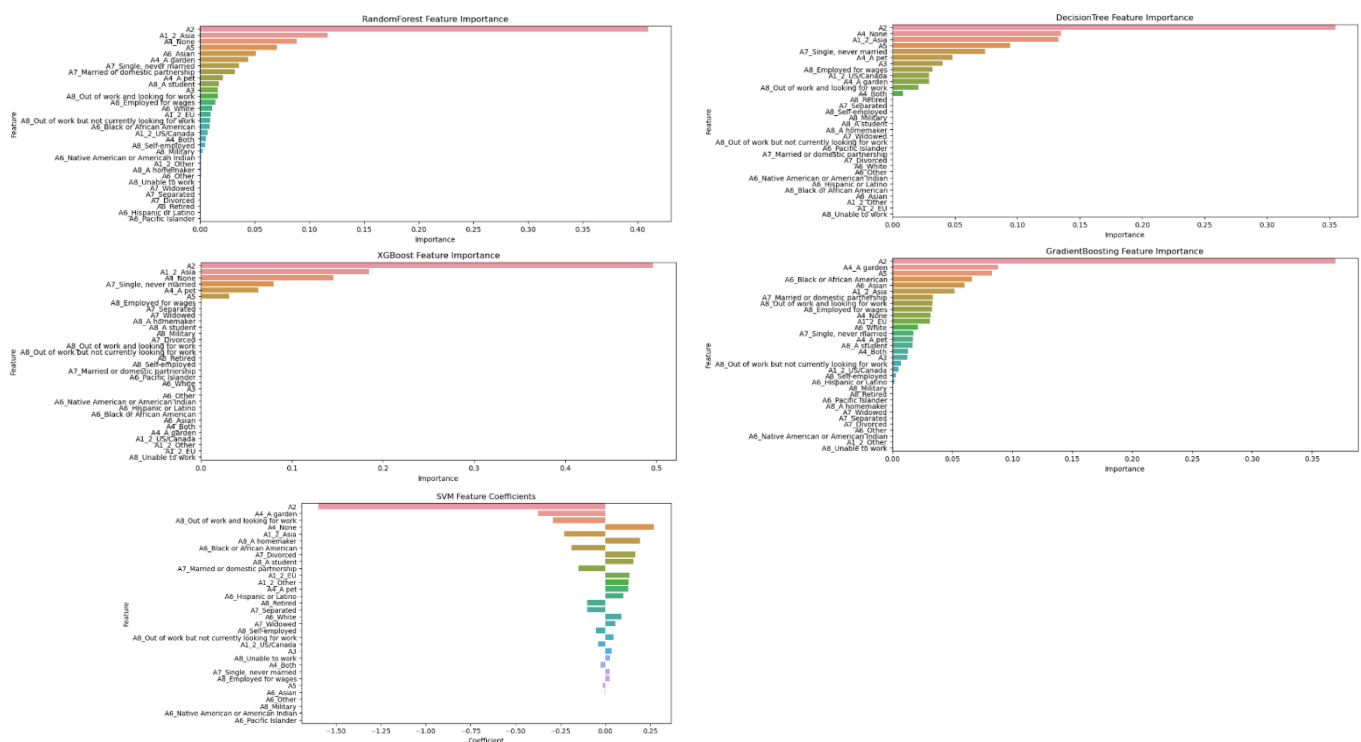 RandomForest Feature Importance
A2
A1_2_Asia
A4_None
A5
A6_Asian
A4_A garden
A7_Single, never married
A7_Married or domestic partnership
A4_A pet
A8_A student
A3
A8_Out of work and looking for work
A8_Employed for wages
A6_White
A1_2_EU
A8_Out of work but not currently looking for work
A6_Black or African American
A1_2_US/Canada
A4_Both
A8_Self-employed
A8_Military
A6_Native American or American Indian
A1_2_Other
A8_A homemaker
A6_Other
A8_Unable to work
A7_Widowed
A7_Separated
A7_Divorced
A8_Retired
A6_Hispanic or Latino
A6_Pacific Islander
Feature
0.00 0.05 0.10 0.15 0.20 0.25 0.30 0.35 0.40
Importance
DecisionTree Feature Importance
A2
A4_None
A1_2_Asia
A5
A7_Single, never married
A4_A pet
A3
A8_Employed for wages
A1_2_US/Canada
A4_A garden
A8_Out of work and looking for work
A4_Both
A8_Retired
A7_Separated
A8_Self-employed
A8_Military
A8_A student
A8_A homemaker
A7_Widowed
A8_Out of work but not currently looking for work
A6_Pacific Islander
A7_Married or domestic partnership
A7_Divorced
A6_White
A6_Other
A6_Native American or American Indian
A6_Hispanic or Latino
A6_Black or African American
A6_Asian
A1_2_Other
A1_2_EU
A8_Unable to work
Feature
0.00 0.05 0.10 0.15 0.20 0.25 0.30 0.35
Importance
XGBoost Feature Importance
A2
A1_2_Asia
A4_None
A7_Single, never married
A4_A pet
A5
A8_Employed for wages
A7_Separated
A7_Widowed
A8_A homemaker
A8_A student
A8_Military
A7_Divorced
A8_Out of work and looking for work
A8_Out of work but not currently looking for work
A8_Retired
A8_Self-employed
A7_Married or domestic partnership
A6_Pacific Islander
A6_White
A3
A6_Other
A6_Native American or American Indian
A6_Hispanic or Latino
A6_Black or African American
A6_Asian
A4_Both
A4_A garden
A1_2_US/Canada
A1_2_Other
A1_2_EU
A8_Unable to work
Feature
0.0 0.1 0.2 0.3 0.4 0.5
Importance
GradientBoosting Feature Importance
A2
A4_A garden
A5
A6_Black or African American
A6_Asian
A1_2_Asia
A7_Married or domestic partnership
A8_Out of work and looking for work
A8_Employed for wages
A4_None
A1_2_EU
A6_White
A7_Single, never married
A4_A pet
A8_A student
A4_Both
A3
A8_Out of work but not currently looking for work
A1_2_US/Canada
A8_Self-employed
A6_Hispanic or Latino
A8_Military
A8_Retired
A6_Pacific Islander
A8_A homemaker
A7_Widowed
A7_Separated
A7_Divorced
A6_Other
A6_Native American or American Indian
A1_2_Other
A8_Unable to work
Feature
0.00 0.05 0.10 0.15 0.20 0.25 0.30 0.35
Importance
SVM Feature Coefficients
A2
A4_A garden
A8_Out of work and looking for work
A4_None
A1_2_Asia
A8_A homemaker
A6_Black or African American
A7_Divorced
A8_A student
A7_Married or domestic partnership
A1_2_EU
A1_2_Other
A4_A pet
A6_Hispanic or Latino
A8_Retired
A7_Separated
A6_White
A7_Widowed
A8_Self-employed
A8_Out of work but not currently looking for work
A1_2_US/Canada
A3
A8_Unable to work
A4_Both
A7_Single, never married
A8_Employed for wages
A5
A6_Asian
A6_Other
A8_Military
A6_Native American or American Indian
A6_Pacific Islander
Feature
−1.50 −1.25 −1.00 −0.75 −0.50 −0.25 0.00 0.25
Coefficient